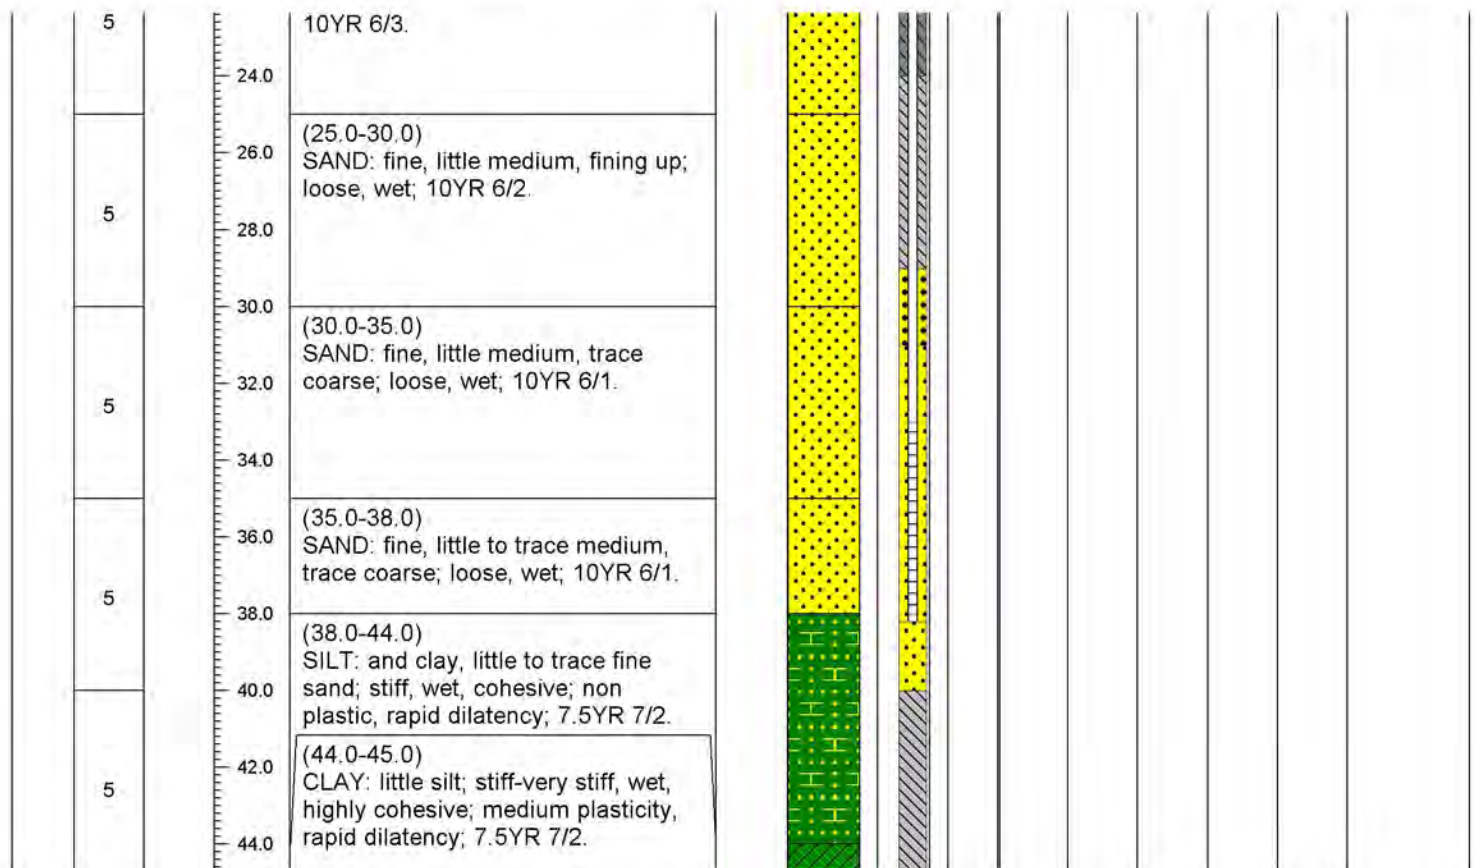 5
10YR 6/3.
24.0
(25.0-30.0)
26.0
SAND: fine, little medium, fining up;
loose, wet; 10YR 6/2.
5
28.0
30.0
(30.0-35.0)
SAND: fine, little medium, trace
32.0
coarse; loose, wet; 10YR 6/1.
5
34.0
(35.0-38.0)
36.0
SAND: fine, little to trace medium,
trace coarse; loose, wet; 10YR 6/1.
5
38.0
(38.0-44.0)
SILT: and clay, little to trace fine
40.0
sand; stiff, wet, cohesive; non
plastic, rapid dilatency; 7.5YR 7/2.
(44.0-45.0)
42.0
CLAY: little silt; stiff-very stiff, wet,
5
highly cohesive; medium plasticity,
rapid dilatency; 7.5YR 7/2.
44.0